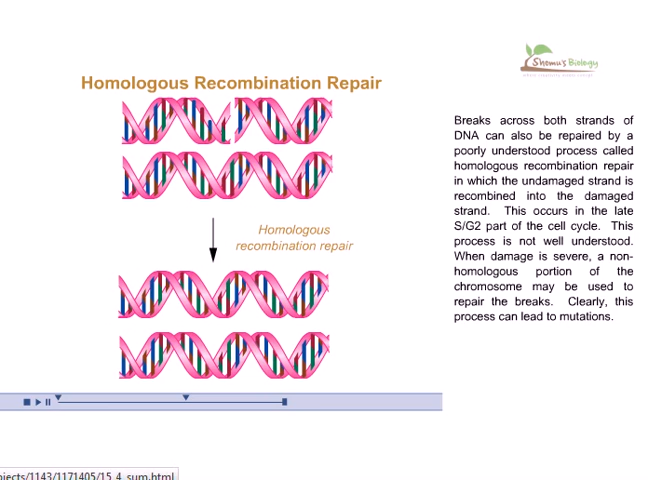 Shomu's Biology
Homologous Recombination Repair
Breaks across both strands of
DNA can also be repaired by a
poorly understood process called
homologous recombination repair
in which the undamaged strand is
recombined into the damaged
strand. This occurs in the late
S/G2 part of the cell cycle. This
process is not well understood.
When damage is severe, a non-
homologous portion of the
chromosome may be used to
repair the breaks. Clearly, this
process can lead to mutations.
Homologous
recombination repair
bjects/1143/1171405/15_4_sum.html